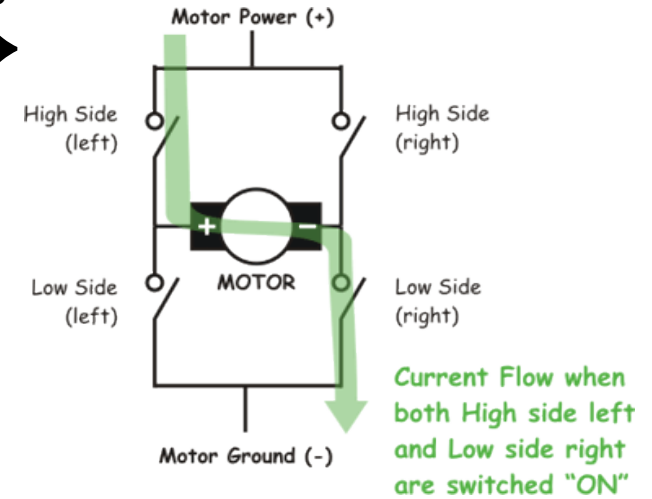 Motor Power (+)
High Side
(left)
High Side
(right)
+
−
MOTOR
Low Side
(left)
Low Side
(right)
Current Flow when
both High side left
and Low side right
are switched “ON”
Motor Ground (-)